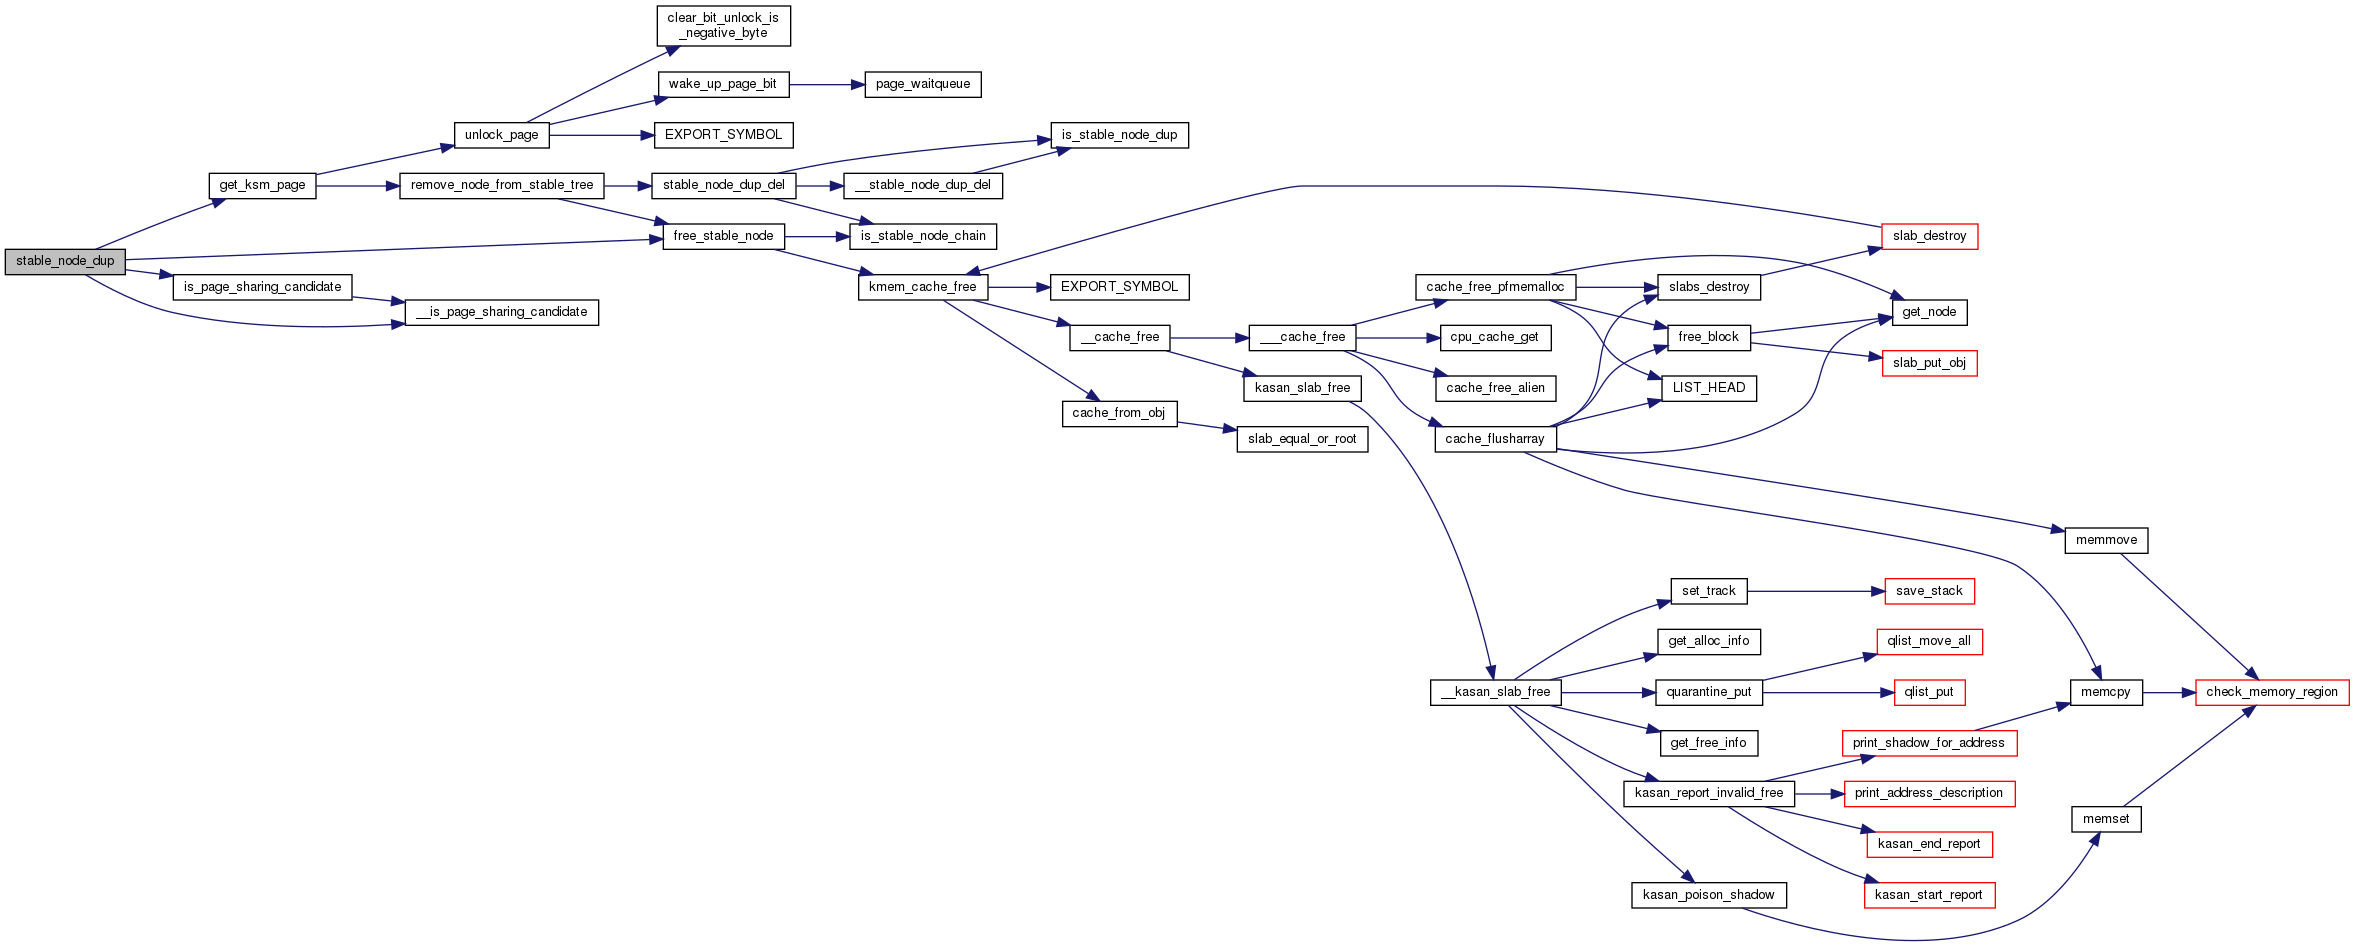 clear_bit_unlock_is
_negative_byte
wake_up_page_bit
page_waitqueue
unlock_page
EXPORT_SYMBOL
is_stable_node_dup
get_ksm_page
remove_node_from_stable_tree
stable_node_dup_del
__stable_node_dup_del
free_stable_node
is_stable_node_chain
slab_destroy
stable_node_dup
is_page_sharing_candidate
kmem_cache_free
EXPORT_SYMBOL
cache_free_pfmemalloc
slabs_destroy
__is_page_sharing_candidate
get_node
__cache_free
___cache_free
cpu_cache_get
free_block
slab_put_obj
kasan_slab_free
cache_free_alien
LIST_HEAD
cache_from_obj
slab_equal_or_root
cache_flusharray
memmove
set_track
save_stack
get_alloc_info
qlist_move_all
__kasan_slab_free
quarantine_put
qlist_put
memcpy
check_memory_region
get_free_info
print_shadow_for_address
kasan_report_invalid_free
print_address_description
memset
kasan_end_report
kasan_poison_shadow
kasan_start_report